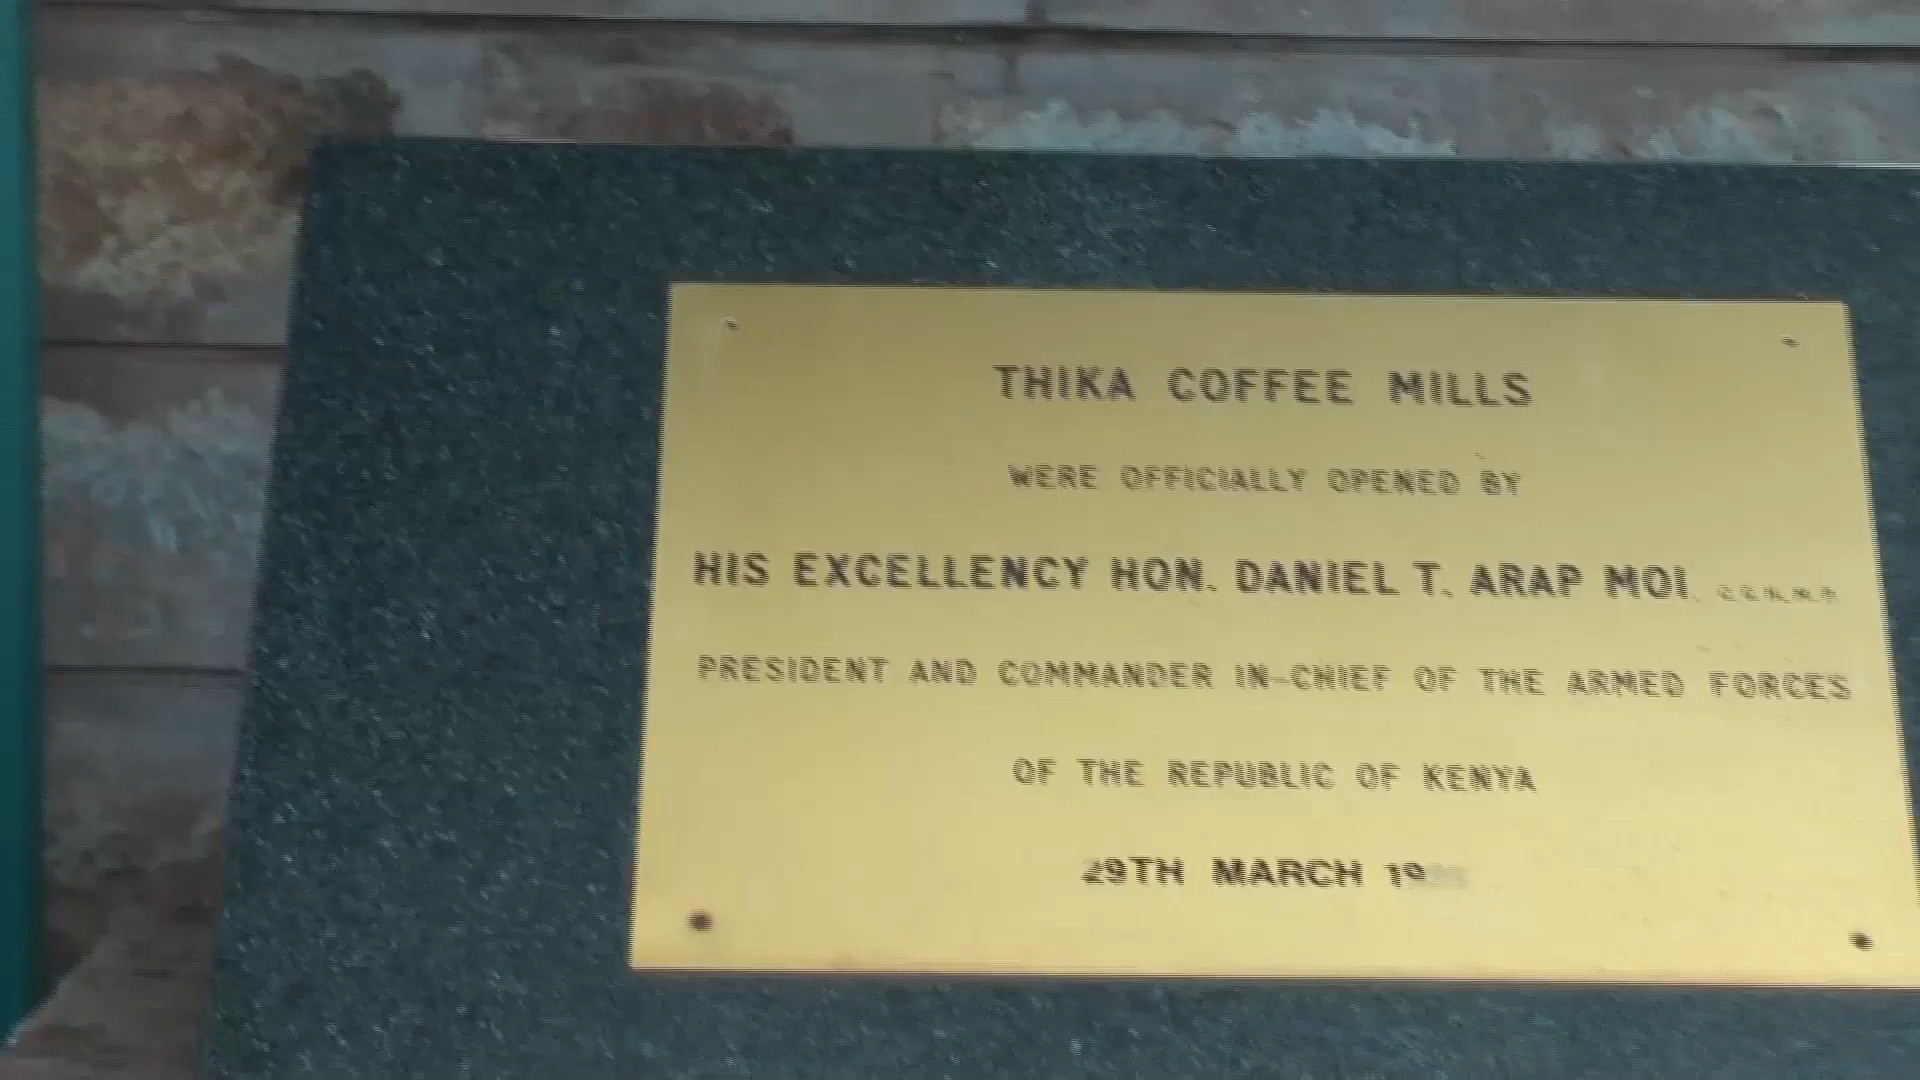 THIKA COFFEE MILLS
WERE OFFICIALLY OPENED BY
HIS EXCELLENCY HON. DANIEL T. ARAP MOI.
PRESIDENT AND COMMANDER IN-CHIEF OF THE ARMED FORCES
OF THE REPUBLIC OF KENYA
29TH MARCH